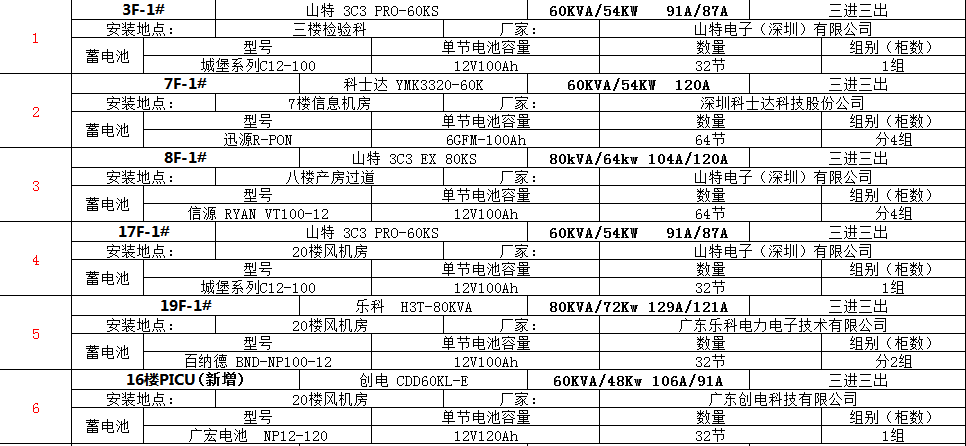 3F-1# 山特 3C3 PRO-60KS 60KVA/54KW 91A/87A 三进三出
1 安装地点： 三楼检验科 厂家： 山特电子（深圳）有限公司
蓄电池 型号 单节电池容量 数量 组别（柜数）
城堡系列C12-100 12V100Ah 32节 1组
7F-1# 科士达 YMK3320-60K 60KVA/54KW 120A 三进三出
2 安装地点： 7楼信息机房 厂家： 深圳科士达科技股份公司
蓄电池 型号 单节电池容量 数量 组别（柜数）
迅源R-PON 6GFM-100Ah 64节 分4组
8F-1# 山特 3C3 EX 80KS 80kVA/64kw 104A/120A 三进三出
3 安装地点： 八楼产房过道 厂家： 山特电子（深圳）有限公司
蓄电池 型号 单节电池容量 数量 组别（柜数）
信源 RYAN VT100-12 12V100Ah 64节 分4组
17F-1# 山特 3C3 PRO-60KS 60KVA/54KW 91A/87A 三进三出
4 安装地点： 20楼风机房 厂家： 山特电子（深圳）有限公司
蓄电池 型号 单节电池容量 数量 组别（柜数）
城堡系列C12-100 12V100Ah 32节 1组
19F-1# 乐科 H3T-80KVA 80KVA/72Kw 129A/121A 三进三出
5 安装地点： 20楼风机房 厂家： 广东乐科电力电子技术有限公司
蓄电池 型号 单节电池容量 数量 组别（柜数）
百纳德 BND-NP100-12 12V100Ah 32节 分2组
16楼PICU(新增) 创电 CDD60KL-E 60KVA/48Kw 106A/91A 三进三出
6 安装地点： 20楼风机房 厂家： 广东创电科技有限公司
蓄电池 型号 单节电池容量 数量 组别（柜数）
广宏电池 NP12-120 12V120Ah 32节 1组